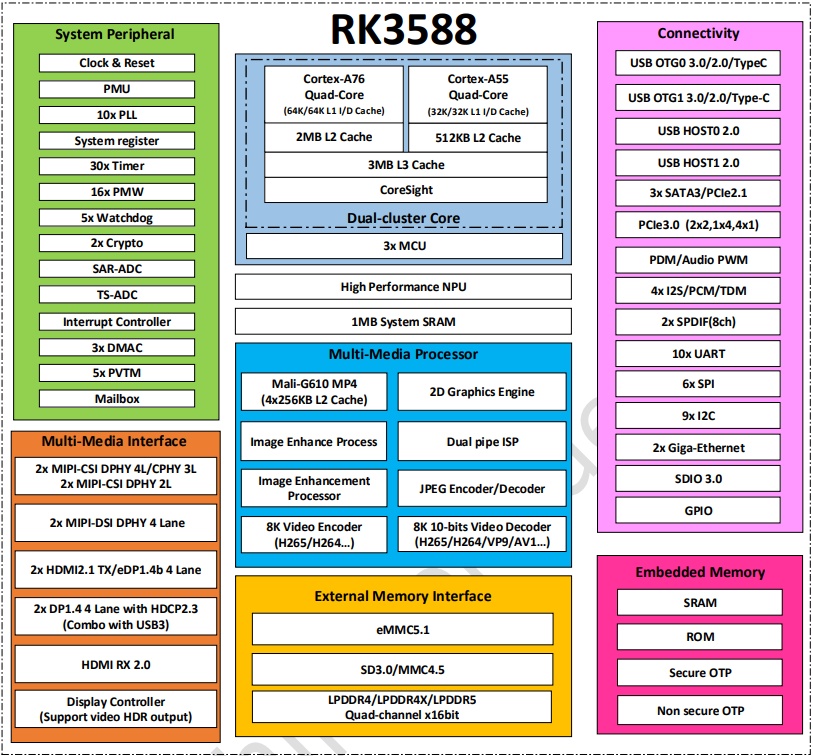 RK3588
System Peripheral
Clock & Reset
PMU
10x PLL
System register
30x Timer
16x PMW
5x Watchdog
2x Crypto
SAR-ADC
TS-ADC
Interrupt Controller
3x DMAC
5x PVTM
Mailbox
Multi-Media Interface
2x MIPI-CSI DPHY 4L/CPHY 3L
2x MIPI-CSI DPHY 2L
2x MIPI-DSI DPHY 4 Lane
2x HDMI2.1 TX/eDP1.4b 4 Lane
2x DP1.4 4 Lane with HDCP2.3
(Combo with USB3)
HDMI RX 2.0
Display Controller
(Support video HDR output)
Cortex-A76
Quad-Core
(64K/64K L1 I/D Cache)
2MB L2 Cache
Cortex-A55
Quad-Core
(32K/32K L1 I/D Cache)
512KB L2 Cache
3MB L3 Cache
CoreSight
Dual-cluster Core
3x MCU
High Performance NPU
1MB System SRAM
Multi-Media Processor
Mali-G610 MP4
(4x256KB L2 Cache)
2D Graphics Engine
Image Enhance Process
Dual pipe ISP
Image Enhancement
Processor
JPEG Encoder/Decoder
8K Video Encoder
(H265/H264...)
8K 10-bits Video Decoder
(H265/H264/VP9/AV1...)
External Memory Interface
eMMC5.1
SD3.0/MMC4.5
LPDDR4/LPDDR4X/LPDDR5
Quad-channel x16bit
Connectivity
USB OTG0 3.0/2.0/TypeC
USB OTG1 3.0/2.0/Type-C
USB HOST0 2.0
USB HOST1 2.0
3x SATA3/PCIe2.1
PCIe3.0 (2x2,1x4,4x1)
PDM/Audio PWM
4x I2S/PCM/TDM
2x SPDIF(8ch)
10x UART
6x SPI
9x I2C
2x Giga-Ethernet
SDIO 3.0
GPIO
Embedded Memory
SRAM
ROM
Secure OTP
Non secure OTP